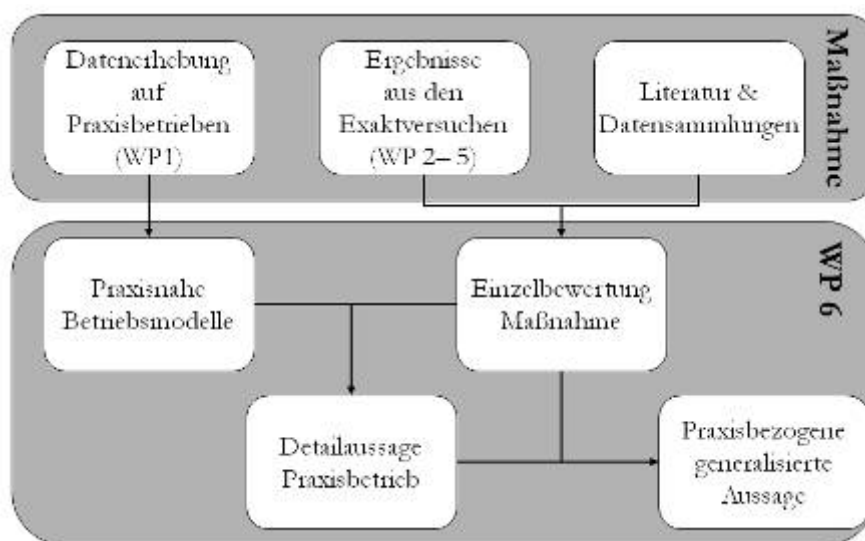 Datenerhebung
auf
Praxisbetrieben
(WP1)
Ergebnisse
aus den
Exaktversuchen
(WP 2– 5)
Literatur &
Datensammlungen
Maßnahme
Praxisnahe
Betriebsmodelle
Einzelbewertung
Maßnahme
WP 6
Detailaussage
Praxisbetrieb
Praxisbezogene
generalisierte
Aussage